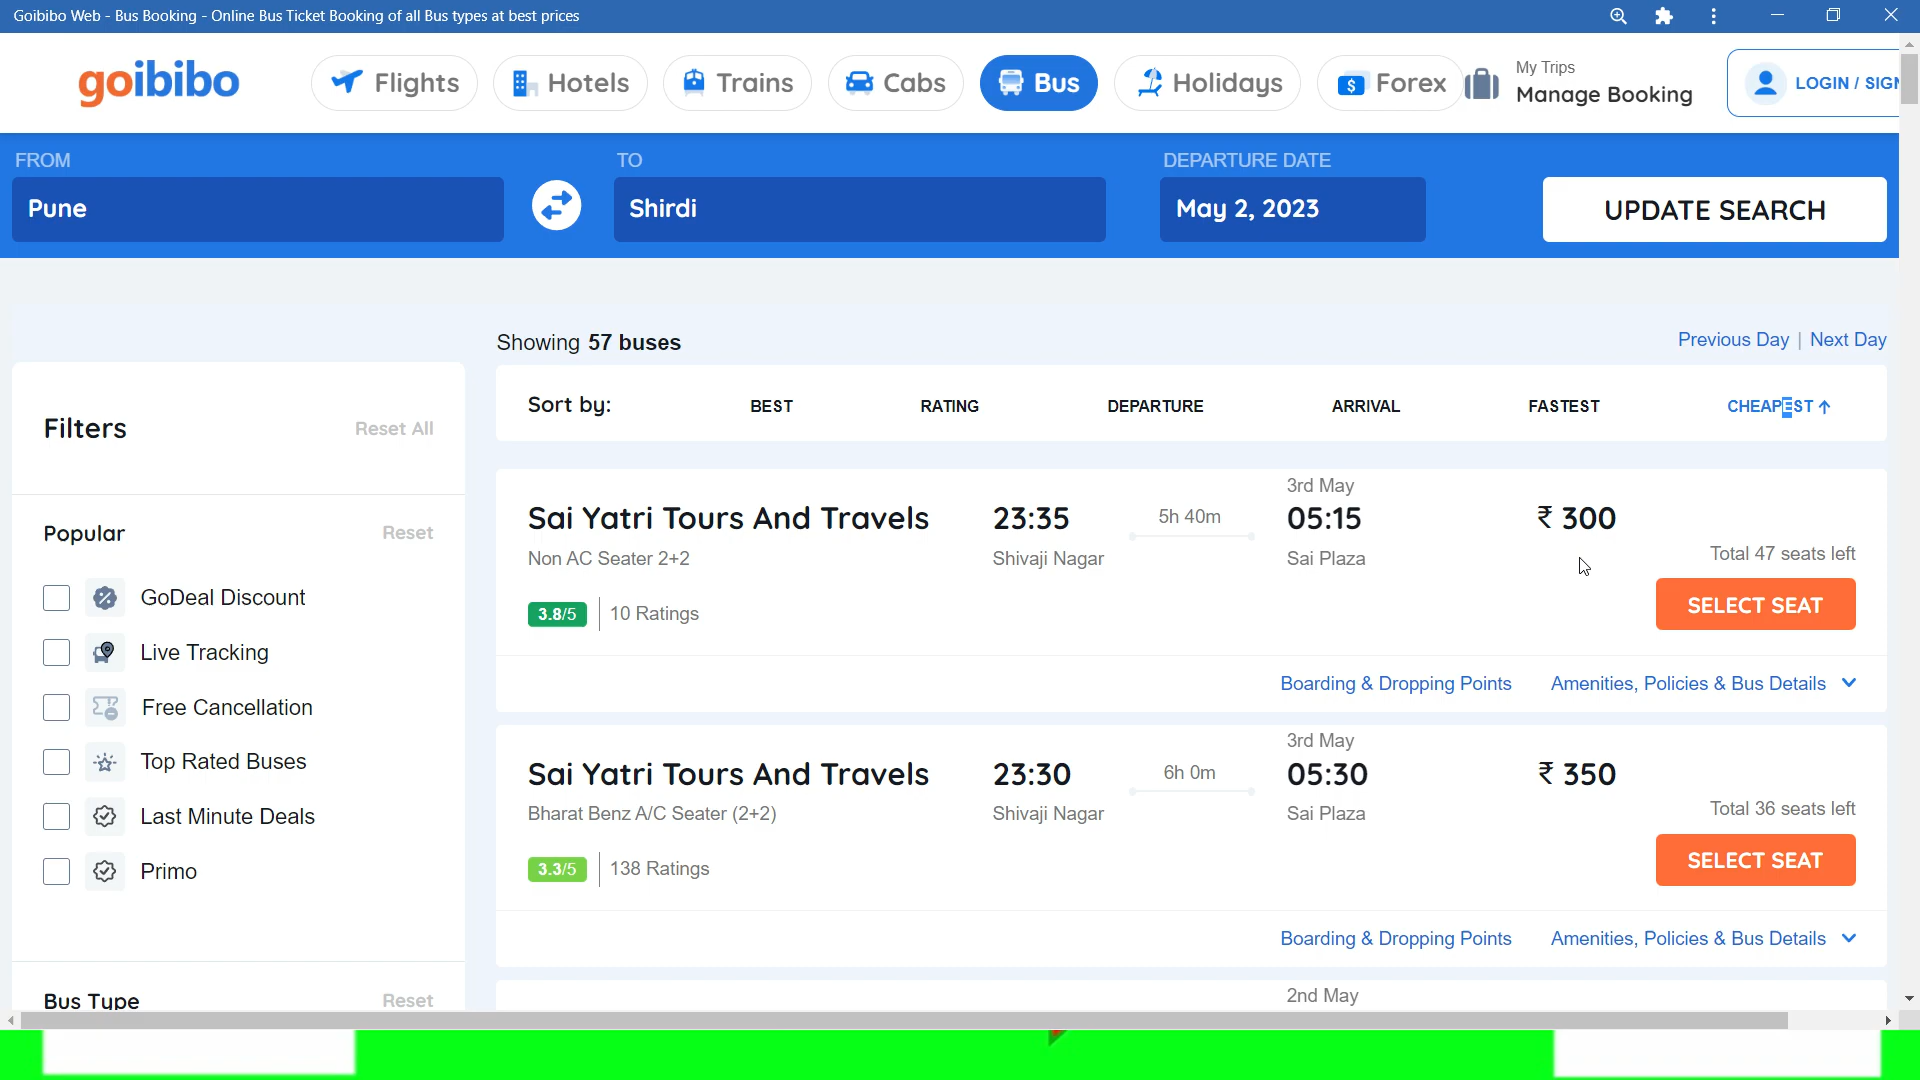 Goibibo Web - Bus Booking - Online Bus Ticket Booking of all Bus types at best prices
goibibo
Flights
Hotels
Trains
Cabs
Bus
Holidays
$
Forex
My Trips
Manage Booking
LOGIN / SIGN
FROM
TO
DEPARTURE DATE
Pune
Shirdi
May 2, 2023
UPDATE SEARCH
Showing 57 buses
Previous Day | Next Day
Filters
Reset All
Sort by:
BEST
RATING
DEPARTURE
ARRIVAL
FASTEST
CHEAPEST ↑
Popular
Reset
GoDeal Discount
Live Tracking
Free Cancellation
Top Rated Buses
Last Minute Deals
Primo
Bus Type
Reset
3rd May
Sai Yatri Tours And Travels
23:35
5h 40m
05:15
₹ 300
Non AC Seater 2+2
Shivaji Nagar
Sai Plaza
Total 47 seats left
3.8/5
10 Ratings
SELECT SEAT
Boarding & Dropping Points
Amenities, Policies & Bus Details
3rd May
Sai Yatri Tours And Travels
23:30
6h 0m
05:30
₹ 350
Bharat Benz A/C Seater (2+2)
Shivaji Nagar
Sai Plaza
Total 36 seats left
3.3/5
138 Ratings
SELECT SEAT
Boarding & Dropping Points
Amenities, Policies & Bus Details
2nd May